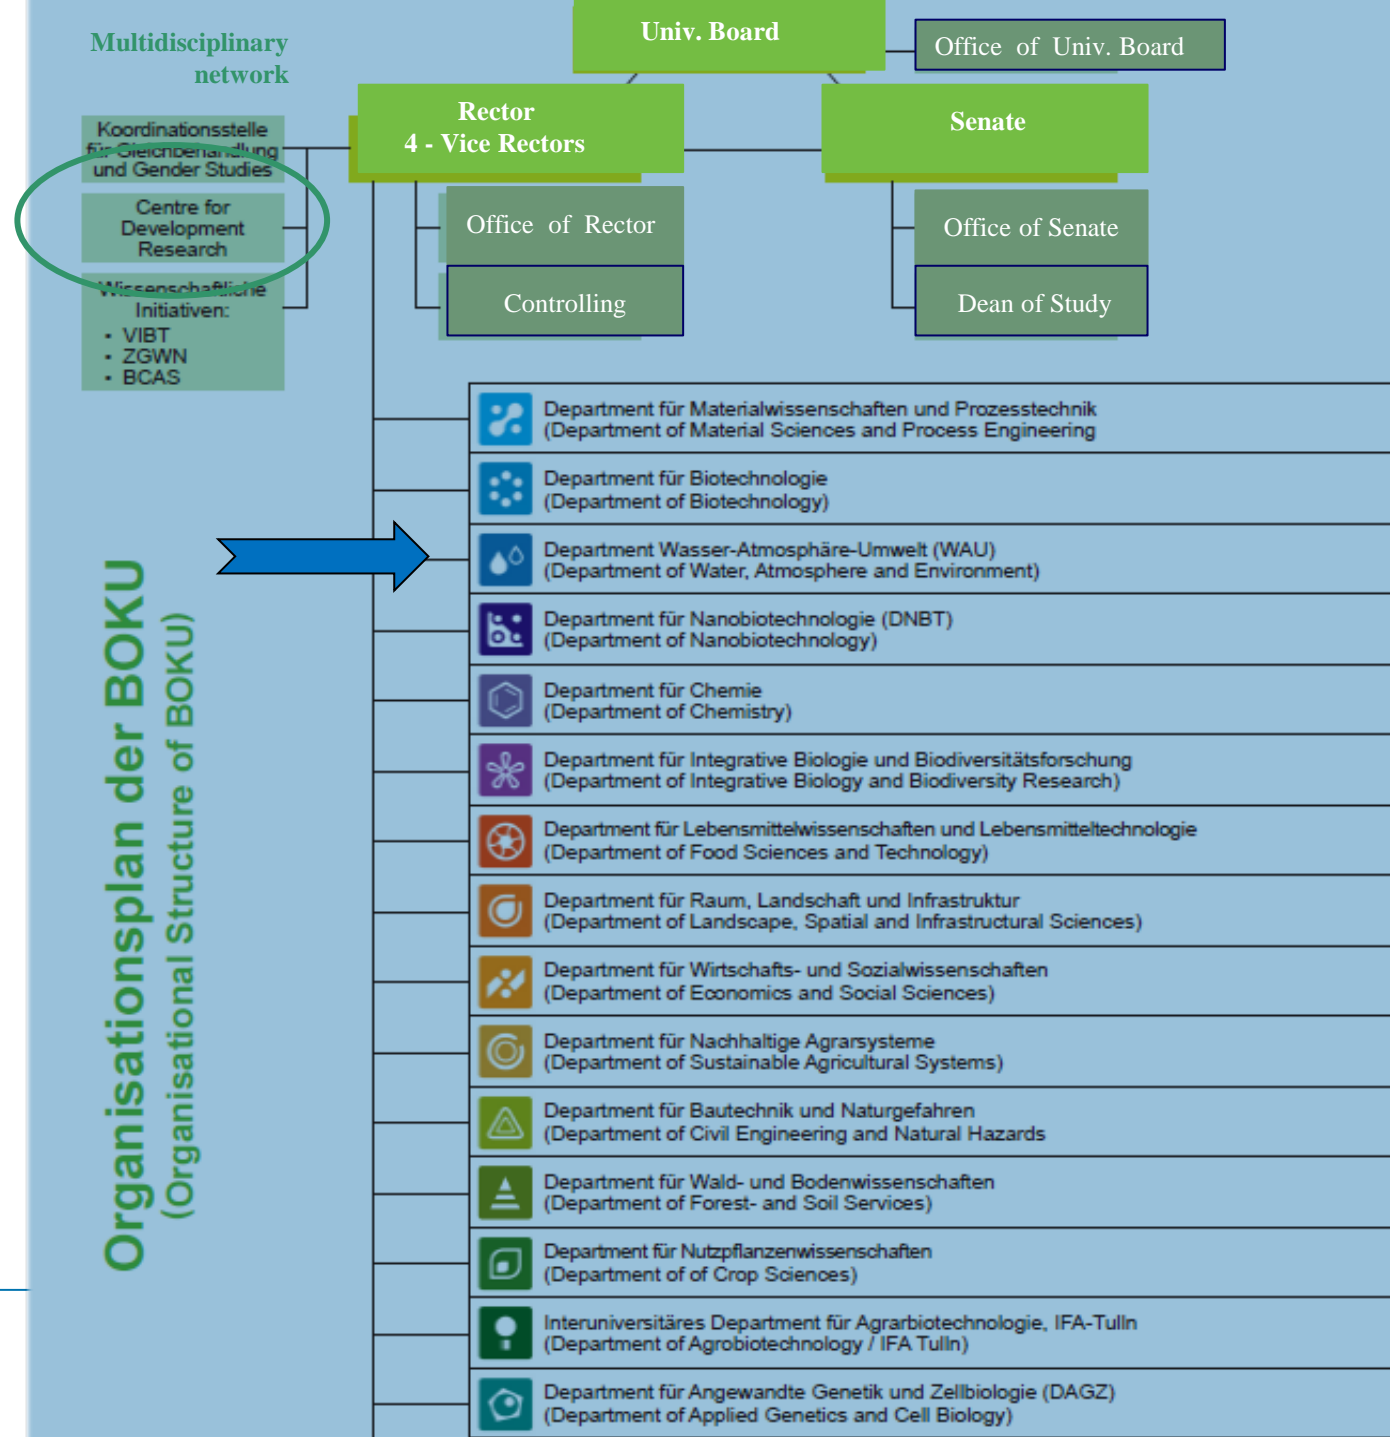 Univ. Board
Office of Univ. Board
Multidisciplinary
network
Rector
4 - Vice Rectors
Senate
Koordinationsstelle
für Gleichbehandlung
und Gender Studies
Centre for
Development
Research
Wissenschaftliche
Initiativen:
• VIBT
• ZGWN
• BCAS
Office of Rector
Controlling
Office of Senate
Dean of Study
Organisationsplan der BOKU
(Organisational Structure of BOKU)
Department für Materialwissenschaften und Prozesstechnik
(Department of Material Sciences and Process Engineering
Department für Biotechnologie
(Department of Biotechnology)
Department Wasser-Atmosphäre-Umwelt (WAU)
(Department of Water, Atmosphere and Environment)
Department für Nanobiotechnologie (DNBT)
(Department of Nanobiotechnology)
Department für Chemie
(Department of Chemistry)
Department für Integrative Biologie und Biodiversitätsforschung
(Department of Integrative Biology and Biodiversity Research)
Department für Lebensmittelwissenschaften und Lebensmitteltechnologie
(Department of Food Sciences and Technology)
Department für Raum, Landschaft und Infrastruktur
(Department of Landscape, Spatial and Infrastructural Sciences)
Department für Wirtschafts- und Sozialwissenschaften
(Department of Economics and Social Sciences)
Department für Nachhaltige Agrarsysteme
(Department of Sustainable Agricultural Systems)
Department für Bautechnik und Naturgefahren
(Department of Civil Engineering and Natural Hazards
Department für Wald- und Bodenwissenschaften
(Department of Forest- and Soil Services)
Department für Nutzpflanzenwissenschaften
(Department of of Crop Sciences)
Interuniversitäres Department für Agrarbiotechnologie, IFA-Tulln
(Department of Agrobiotechnology / IFA Tulln)
Department für Angewandte Genetik und Zellbiologie (DAGZ)
(Department of Applied Genetics and Cell Biology)